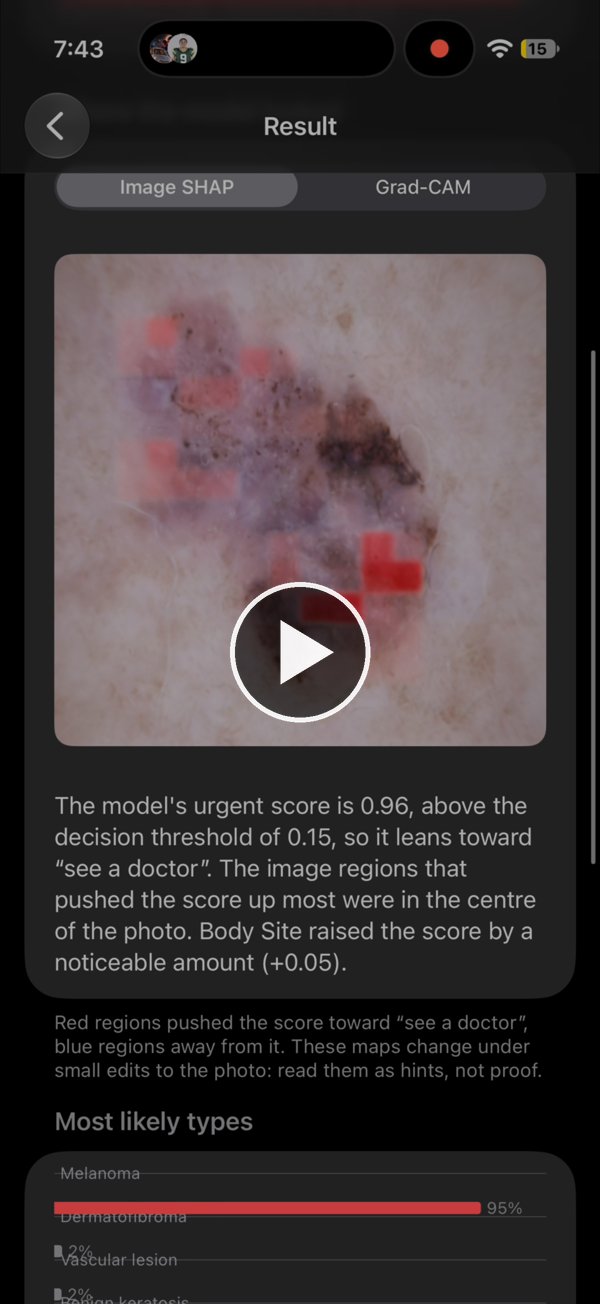 7:43
9
15
Result
Image SHAP
Grad-CAM
The model's urgent score is 0.96, above the
decision threshold of 0.15, so it leans toward
“see a doctor”. The image regions that
pushed the score up most were in the centre
of the photo. Body Site raised the score by a
noticeable amount (+0.05).
Red regions pushed the score toward “see a doctor”,
blue regions away from it. These maps change under
small edits to the photo: read them as hints, not proof.
Most likely types
Melanoma
95%
Dermatofibroma
2%
Vascular lesion
2%
Benign keratosis